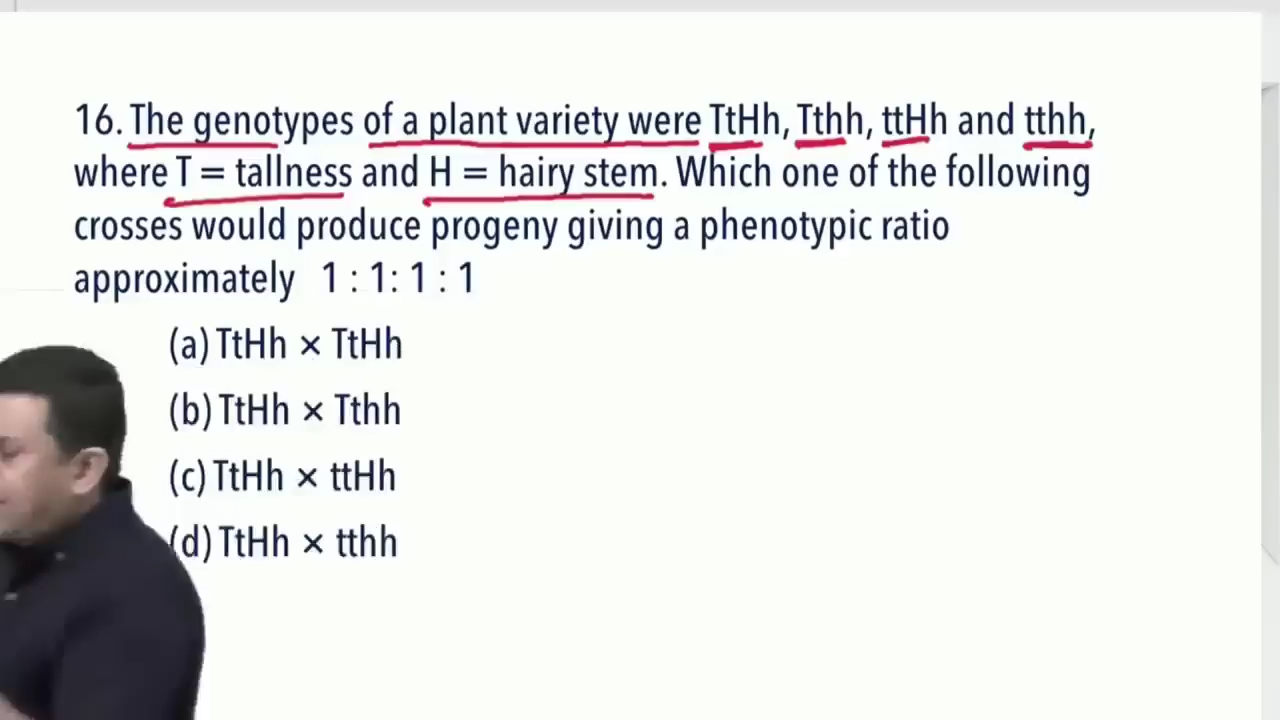 16. The genotypes of a plant variety were TtHh, Tthh, ttHh and tthh,
where T = tallness and H = hairy stem. Which one of the following
crosses would produce progeny giving a phenotypic ratio
approximately 1 : 1: 1 : 1
(a) TtHh × TtHh
(b) TtHh × Tthh
(c) TtHh × ttHh
(d) TtHh × tthh